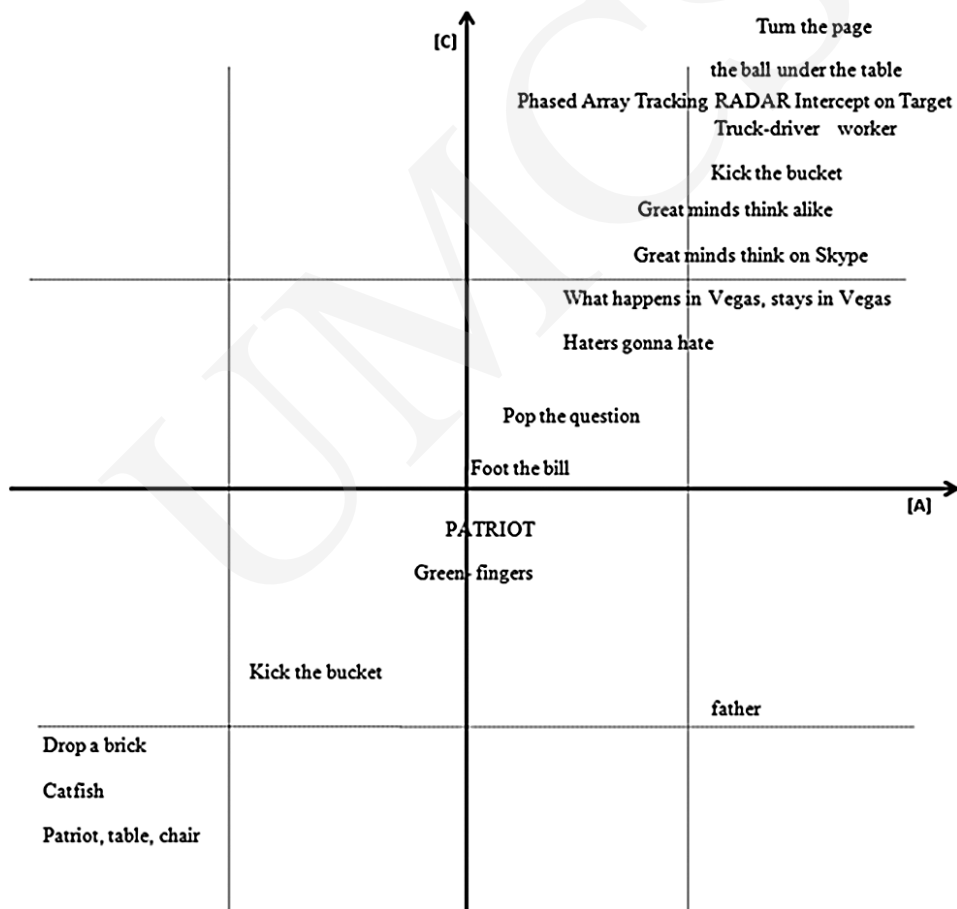 Turn the page
[C]
the ball under the table
Phased Array Tracking RADAR Intercept on Target
Truck-driver worker
Kick the bucket
Great minds think alike
Great minds think on Skype
What happens in Vegas, stays in Vegas
Haters gonna hate
Pop the question
Foot the bill
[A]
PATRIOT
Green- fingers
Kick the bucket
father
Drop a brick
Catfish
Patriot, table, chair
UMCS